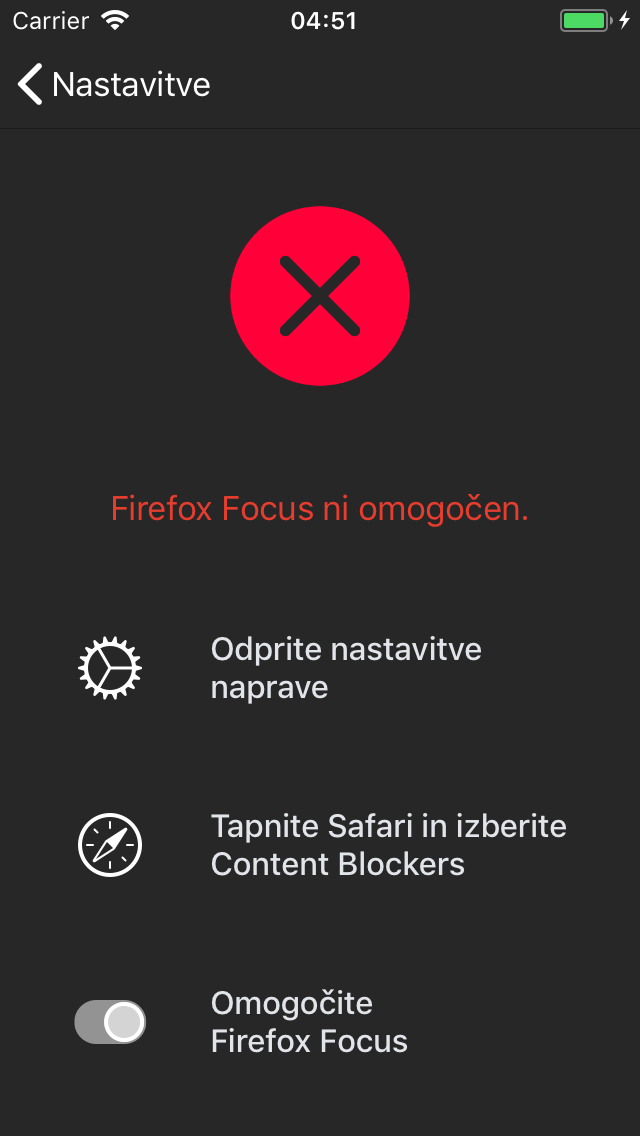 Carrier 04:51
Nastavitve
Firefox Focus ni omogočen.
Odprite nastavitve
naprave
Tapnite Safari in izberite
Content Blockers
Omogočite
Firefox Focus